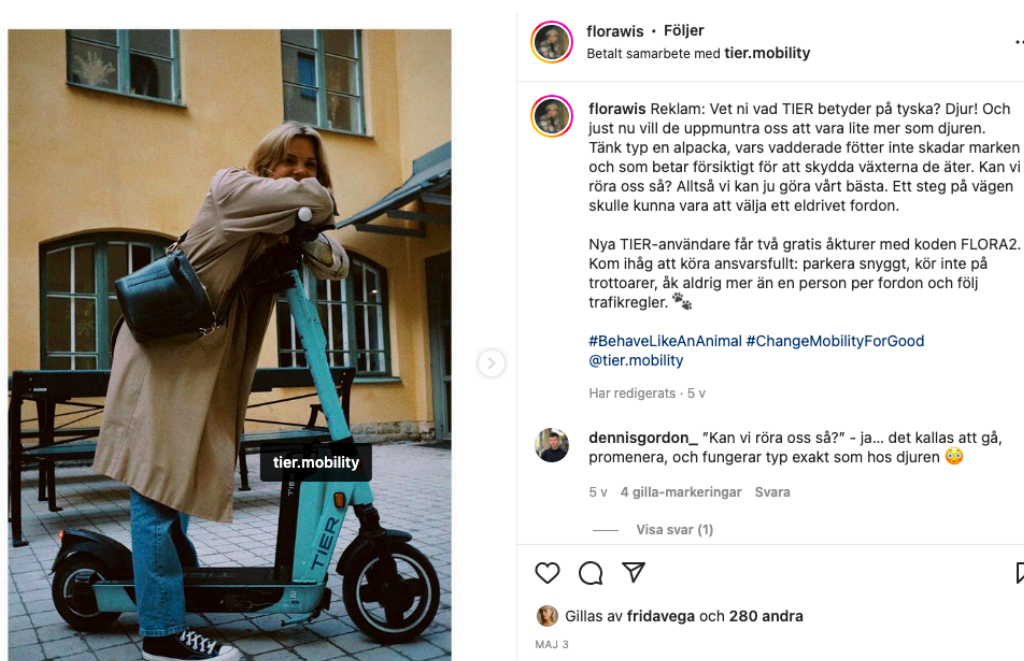 florawis • Följer
Betalt samarbete med tier.mobility
florawis Reklam: Vet ni vad TIER betyder på tyska? Djur! Och
just nu vill de uppmuntra oss att vara lite mer som djuren.
Tänk typ en alpacka, vars vadderade fötter inte skadar marken
och som betar försiktigt för att skydda växterna de äter. Kan vi
röra oss så? Alltså vi kan ju göra vårt bästa. Ett steg på vägen
skulle kunna vara att välja ett eldrivet fordon.
Nya TIER-användare får två gratis åkturer med koden FLORA2.
Kom ihåg att köra ansvarsfullt: parkera snyggt, kör inte på
trottoarer, åk aldrig mer än en person per fordon och följ
trafikregler. 🐾
#BehaveLikeAnAnimal #ChangeMobilityForGood
@tier.mobility
Har redigerats · 5 v
dennisgordon_ ”Kan vi röra oss så?” - ja... det kallas att gå,
promenera, och fungerar typ exakt som hos djuren 😳
5 v 4 gilla-markeringar Svara
Visa svar (1)
Gillas av fridavega och 280 andra
MAJ 3
tier.mobility
TIER